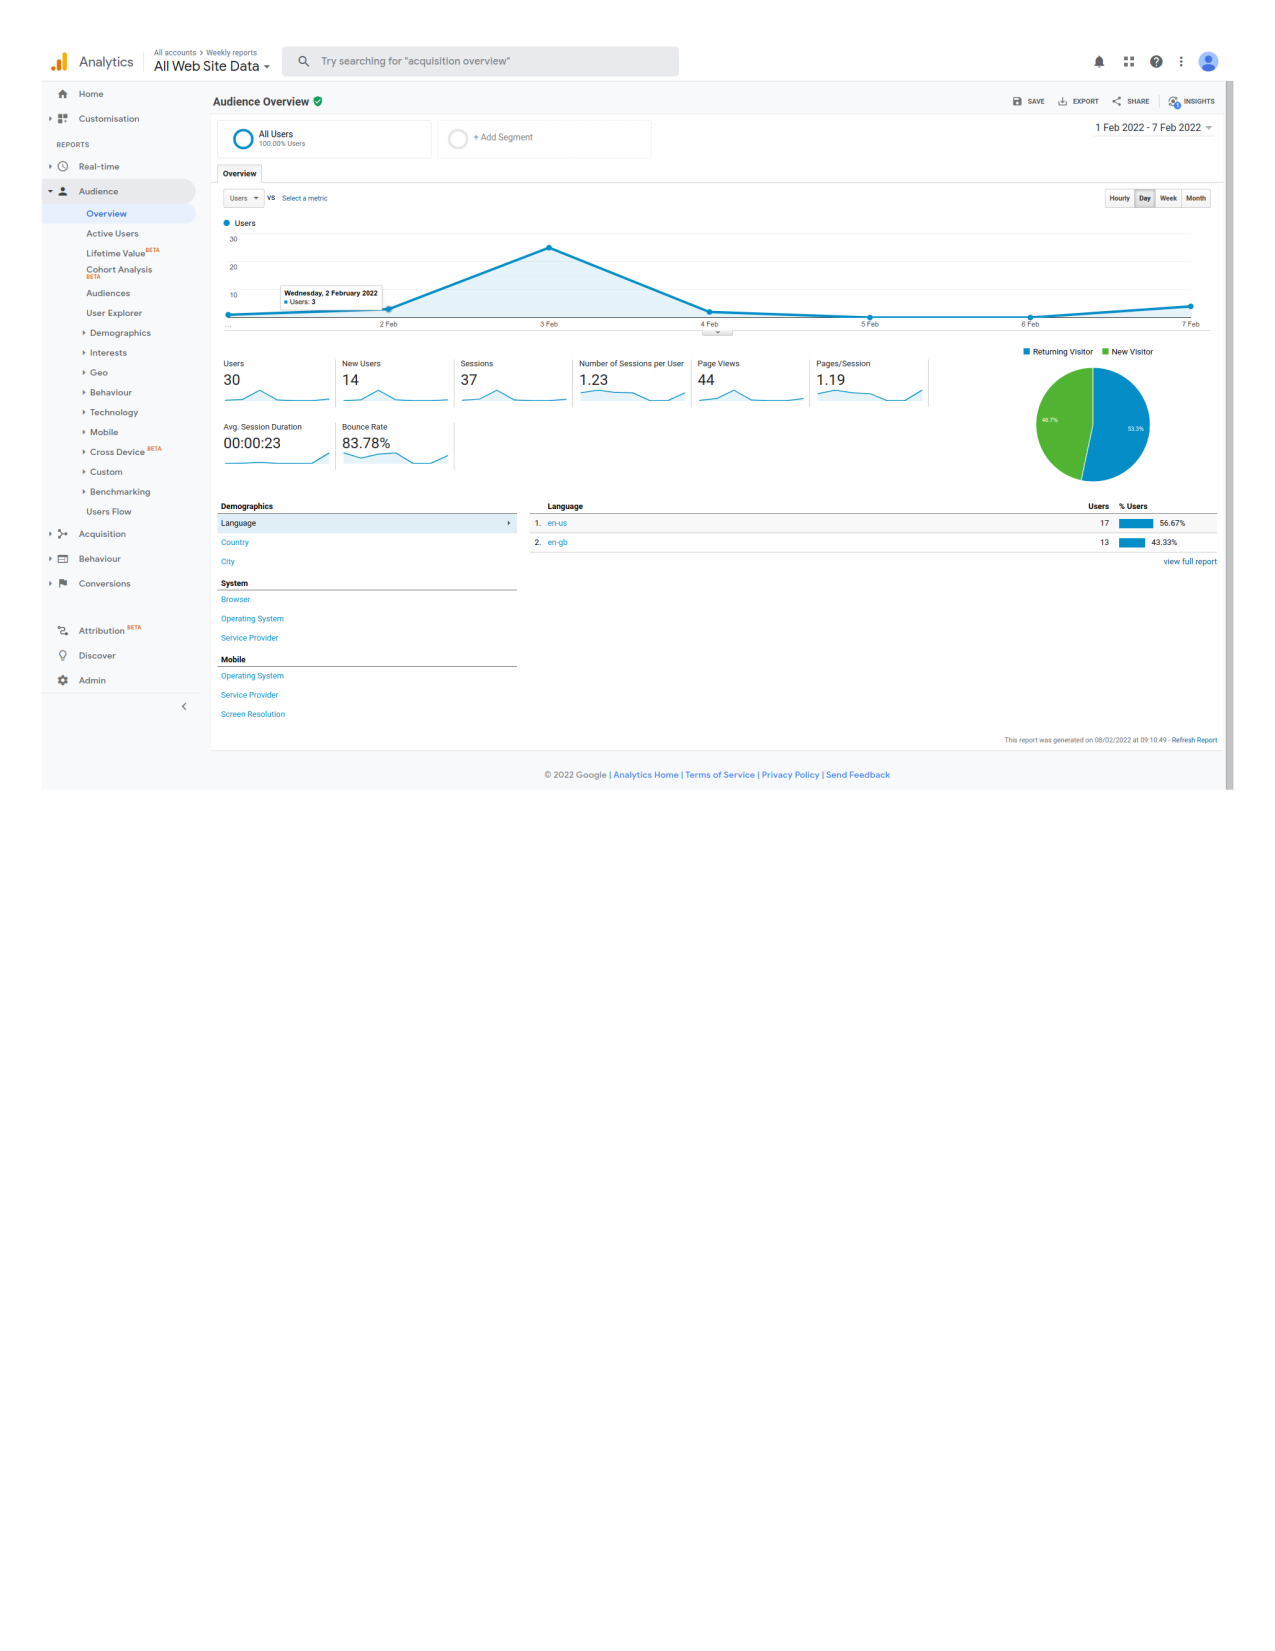 All accounts > Weekly reports
Analytics
All Web Site Data
Try searching for "acquisition overview"
Home
Customisation
REPORTS
Real-time
Audience
Overview
Active Users
Lifetime Value BETA
Cohort Analysis
BETA
Audiences
User Explorer
Demographics
Interests
Geo
Behaviour
Technology
Mobile
Cross Device BETA
Custom
Benchmarking
Users Flow
Acquisition
Behaviour
Conversions
Attribution BETA
Discover
Admin
Audience Overview
SAVE EXPORT SHARE 1 INSIGHTS
All Users
100.00% Users
+ Add Segment
1 Feb 2022 - 7 Feb 2022
Overview
Users VS Select a metric
Hourly Day Week Month
Users
30
20
10
Wednesday, 2 February 2022
Users: 3
... 2 Feb 3 Feb 4 Feb 5 Feb 6 Feb 7 Feb
Returning Visitor New Visitor
46.7%
53.3%
Users
30
New Users
14
Sessions
37
Number of Sessions per User
1.23
Page Views
44
Pages/Session
1.19
Avg. Session Duration
00:00:23
Bounce Rate
83.78%
Demographics
Language
Country
City
System
Browser
Operating System
Service Provider
Mobile
Operating System
Service Provider
Screen Resolution
Language Users % Users
1. en-us 17 56.67%
2. en-gb 13 43.33%
view full report
This report was generated on 08/02/2022 at 09:10:49 - Refresh Report
© 2022 Google | Analytics Home | Terms of Service | Privacy Policy | Send Feedback